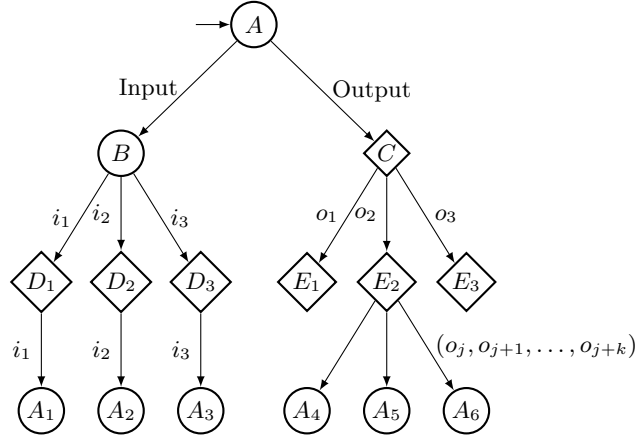 A
Input Output
B C
i₁ i₂ i₃ o₁ o₂ o₃
D₁ D₂ D₃ E₁ E₂ E₃
i₁ i₂ i₃ (oⱼ, oⱼ₊₁, . . . , oⱼ₊ₖ)
A₁ A₂ A₃ A₄ A₅ A₆